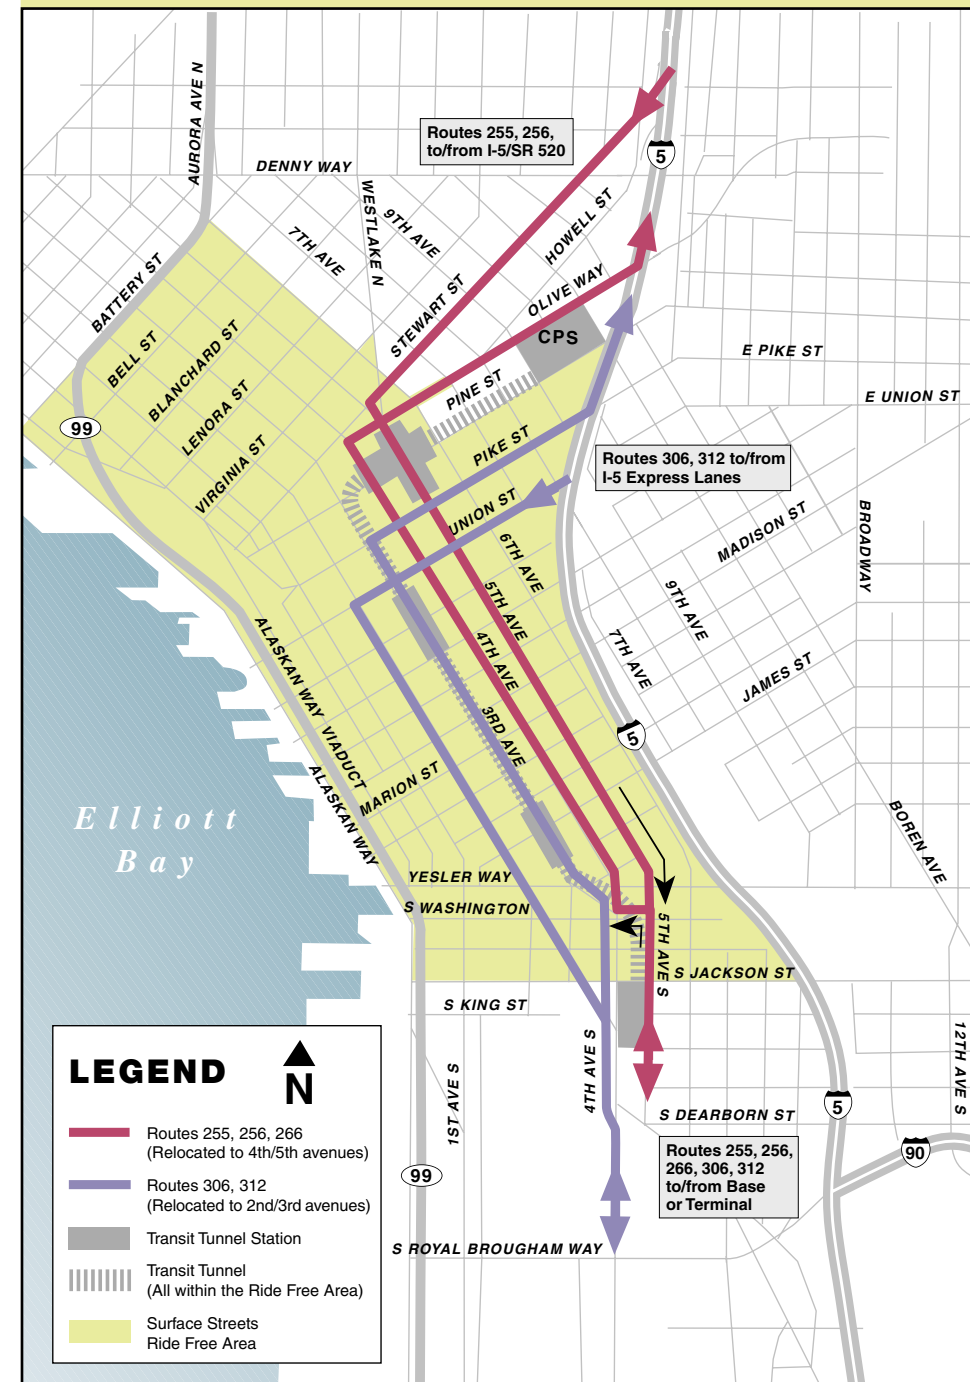 AURORA AVE N
Routes 255, 256,
to/from I-5/SR 520
5
DENNY WAY
WESTLAKE N
9TH AVE
7TH AVE
HOWELL ST
BATTERY ST
STEWART ST
OLIVE WAY
CPS
BELL ST
BLANCHARD ST
E PIKE ST
LENORA ST
PINE ST
E UNION ST
99
VIRGINIA ST
PIKE ST
Routes 306, 312 to/from
I-5 Express Lanes
UNION ST
MADISON ST
BROADWAY
6TH AVE
5TH AVE
9TH AVE
4TH AVE
7TH AVE
JAMES ST
ALASKAN WAY VIADUCT
3RD AVE
5
MARION ST
ALASKAN WAY
Elliott
Bay
BOREN AVE
YESLER WAY
S WASHINGTON
5TH AVE S
S JACKSON ST
S KING ST
4TH AVE S
1ST AVE S
12TH AVE S
S DEARBORN ST
5
90
99
Routes 255, 256,
266, 306, 312
to/from Base
or Terminal
S ROYAL BROUGHAM WAY
LEGEND
N
Routes 255, 256, 266
(Relocated to 4th/5th avenues)
Routes 306, 312
(Relocated to 2nd/3rd avenues)
Transit Tunnel Station
Transit Tunnel
(All within the Ride Free Area)
Surface Streets
Ride Free Area